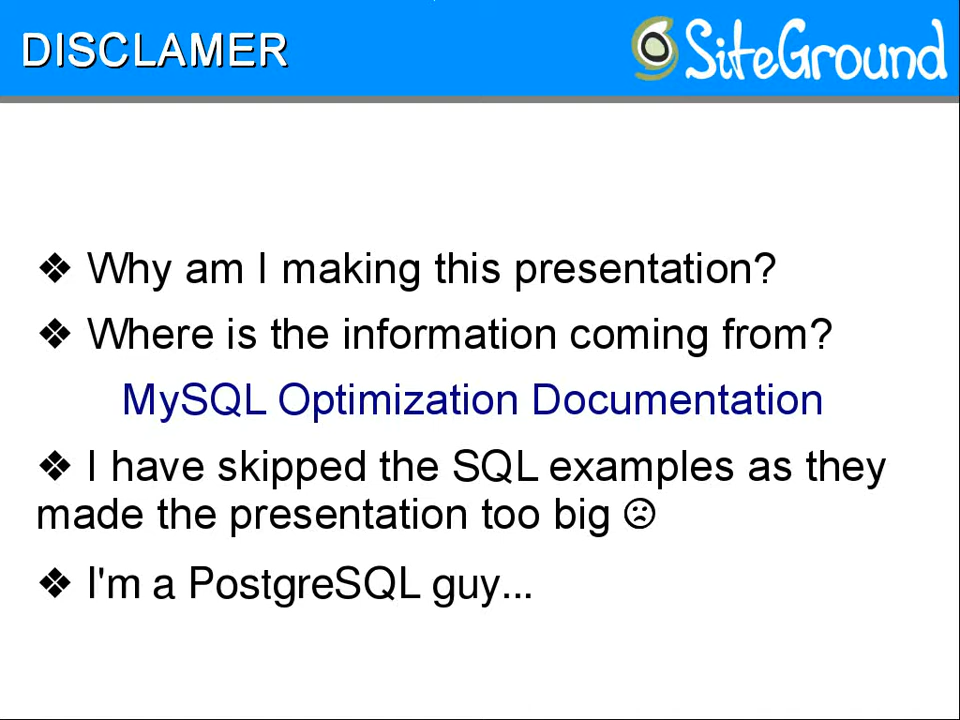 DISCLAMER
SiteGround
❖ Why am I making this presentation?
❖ Where is the information coming from?
MySQL Optimization Documentation
❖ I have skipped the SQL examples as they
made the presentation too big ☹
❖ I'm a PostgreSQL guy...